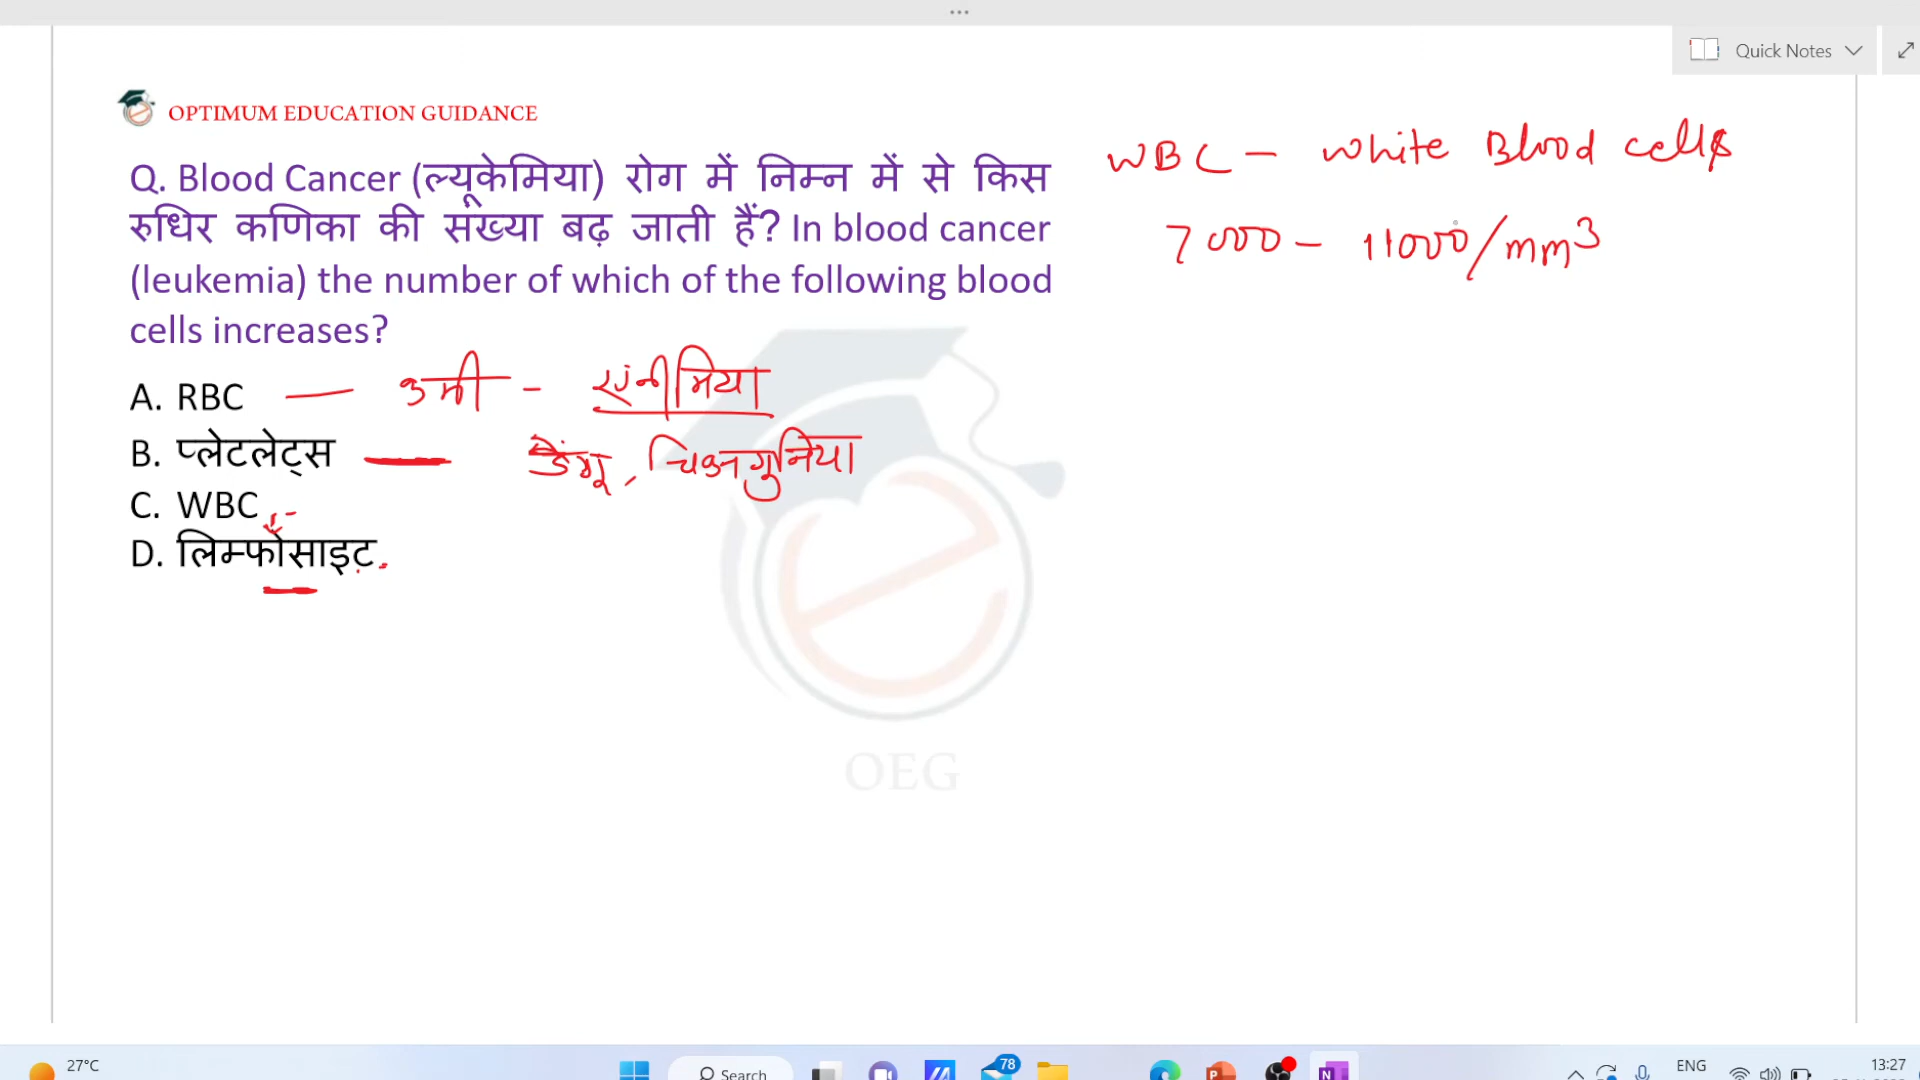 Quick Notes
OPTIMUM EDUCATION GUIDANCE
Q. Blood Cancer (ल्यूकेमिया) रोग में निम्न में से किस
रुधिर कणिका की संख्या बढ़ जाती हैं? In blood cancer
(leukemia) the number of which of the following blood
cells increases?
A. RBC — कमी - एंनीमिया
B. प्लेटलेट्स — डेंगू, चिकनगुनिया
C. WBC
D. लिम्फोसाइट
WBC - White Blood cells
7000 - 11000/mm³
OEG
27°C
Search
78
ENG
13:27